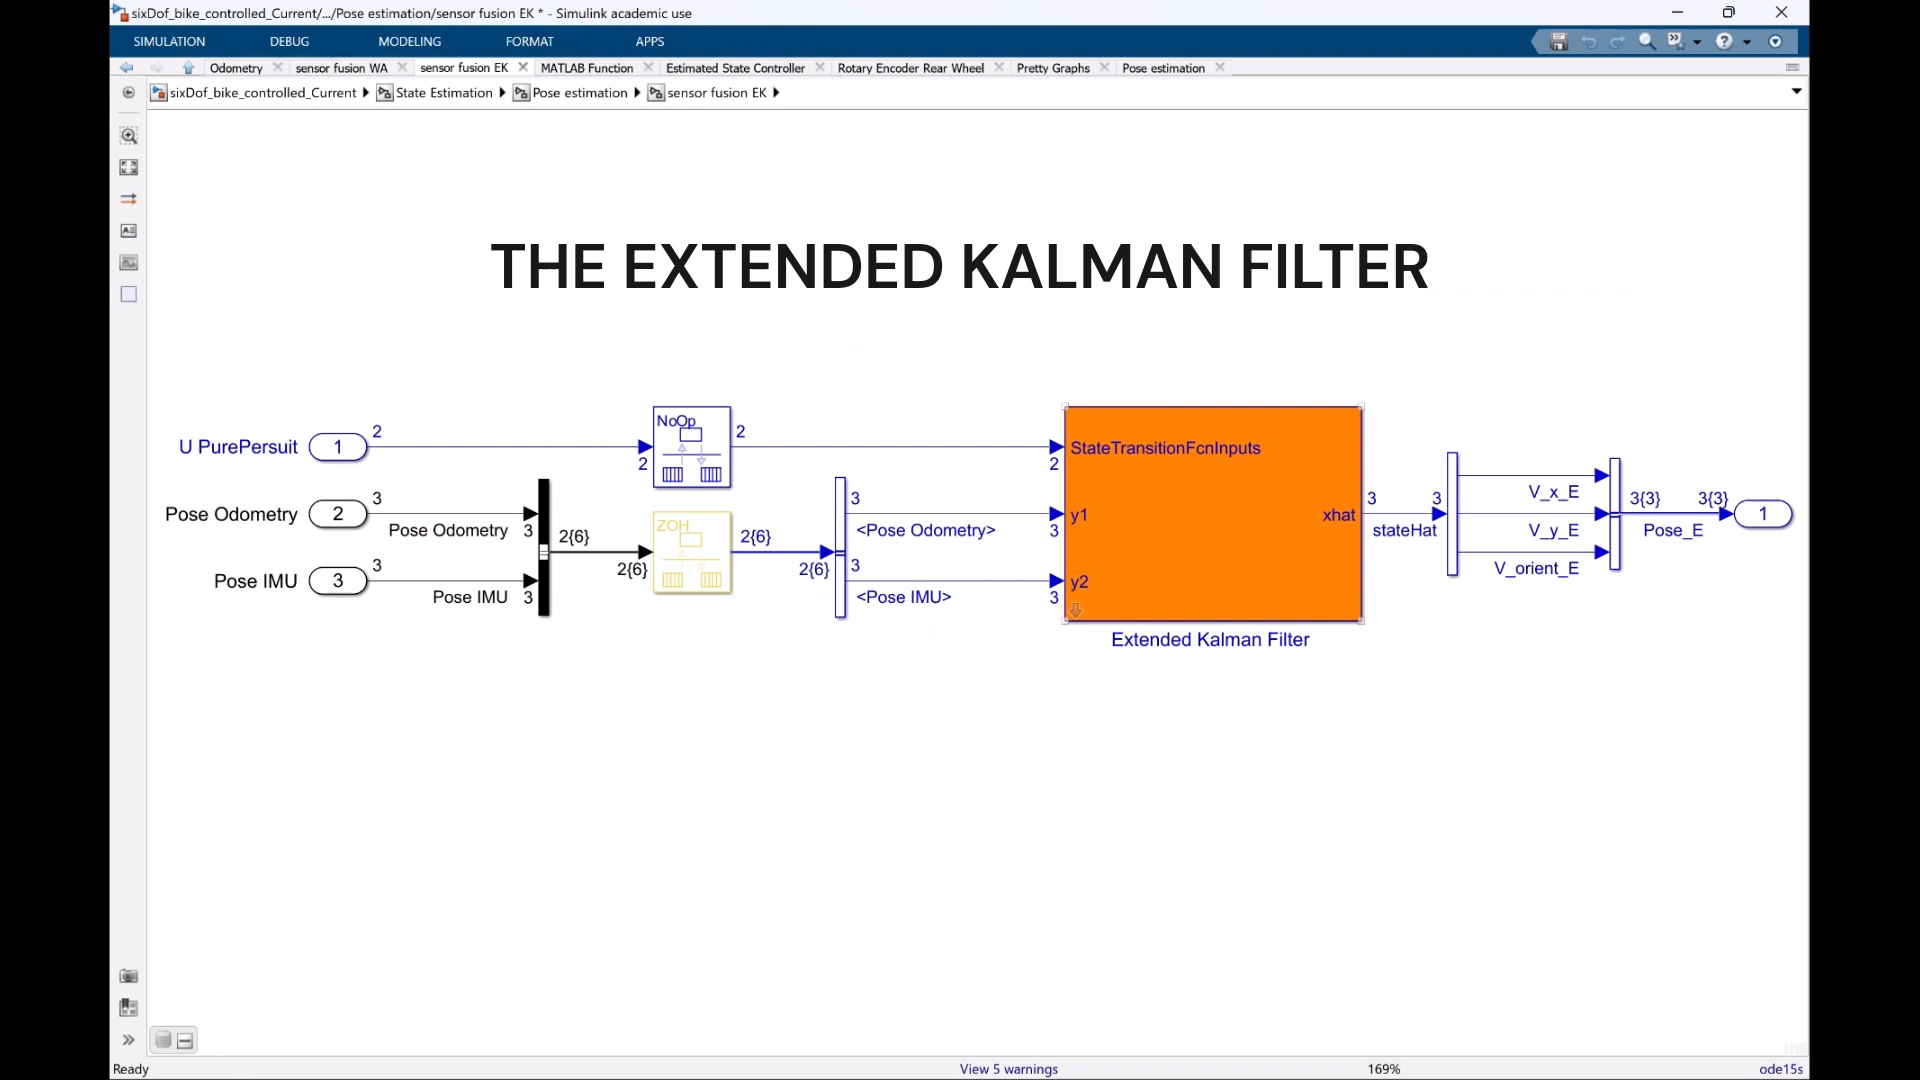 sixDof_bike_controlled_Current/.../Pose estimation/sensor fusion EK * - Simulink academic use
SIMULATION DEBUG MODELING FORMAT APPS
Odometry sensor fusion WA sensor fusion EK MATLAB Function Estimated State Controller Rotary Encoder Rear Wheel Pretty Graphs Pose estimation
sixDof_bike_controlled_Current State Estimation Pose estimation sensor fusion EK
THE EXTENDED KALMAN FILTER
U PurePersuit 1 2 2 NoOp 2 2 StateTransitionFcnInputs
Pose Odometry 2 3 Pose Odometry 3
Pose IMU 3 3 Pose IMU 3
2{6} 2{6} ZOH 2{6} 2{6}
3 <Pose Odometry> 3 y1
3 <Pose IMU> 3 y2
xhat 3 stateHat 3
V_x_E
V_y_E
V_orient_E
3{3} Pose_E 3{3} 1
Extended Kalman Filter
Ready View 5 warnings 169% ode15s